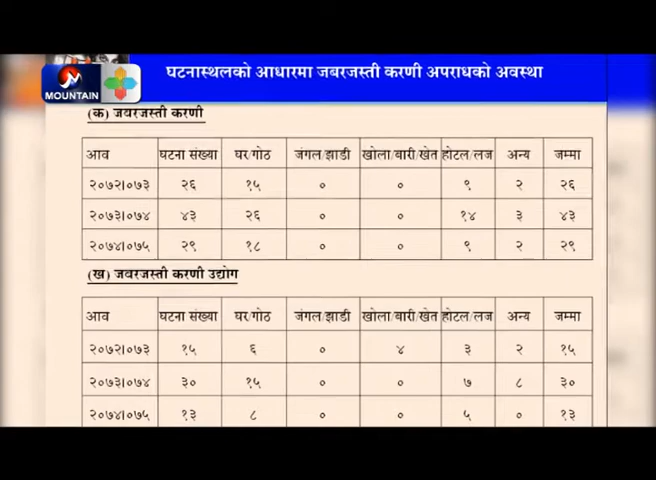 घटनास्थलको आधारमा जबरजस्ती करणी अपराधको अवस्था
MOUNTAIN
(क) जवरजस्ती करणी
आव घटना संख्या घर/गोठ जंगल/झाडी खोला/बारी/खेत होटल/लज अन्य जम्मा
२०७२।०७३ २६ १५ ० ० ९ २ २६
२०७३।०७४ ४३ २६ ० ० १४ ३ ४३
२०७४।०७५ २९ १८ ० ० ९ २ २९
(ख) जवरजस्ती करणी उद्योग
आव घटना संख्या घर/गोठ जंगल/झाडी खोला/बारी/खेत होटल/लज अन्य जम्मा
२०७२।०७३ १५ ६ ० ४ ३ २ १५
२०७३।०७४ ३० १५ ० ० ७ ८ ३०
२०७४।०७५ १३ ८ ० ० ५ ० १३